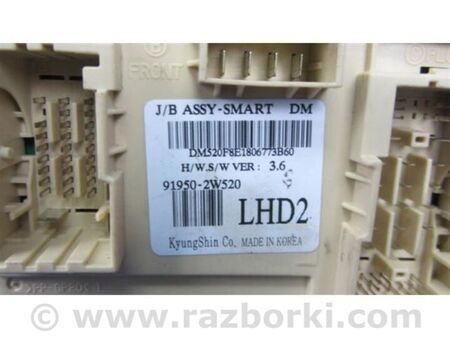 B
FRONT
J/B ASSY-SMART DM
DM520F8E1806773B60
H/W.S/W VER : 3.6
91950-2W520
LHD2
KyungShin Co. MADE IN KOREA
www.razborki.com